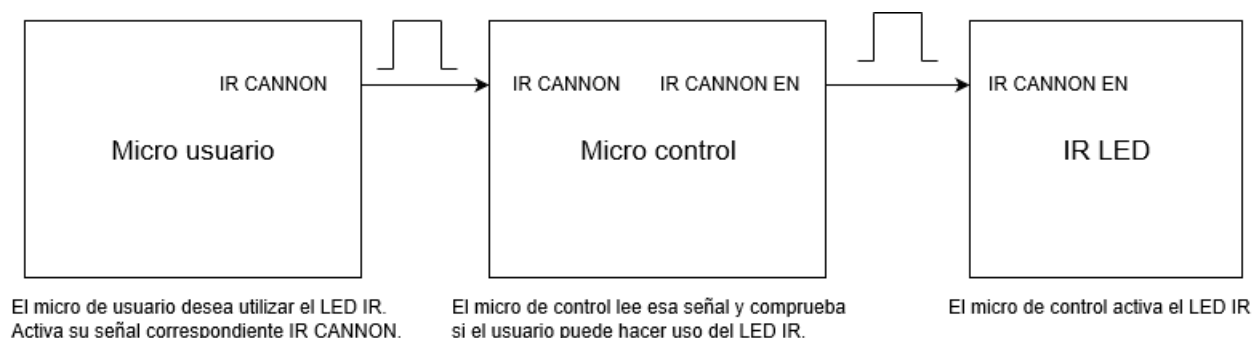 IR CANNON
IR CANNON
IR CANNON EN
IR CANNON EN
Micro usuario
Micro control
IR LED
El micro de usuario desea utilizar el LED IR.
Activa su señal correspondiente IR CANNON.
El micro de control lee esa señal y comprueba
si el usuario puede hacer uso del LED IR.
El micro de control activa el LED IR